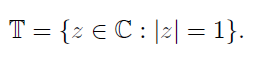 𝕋 = {z ∈ ℂ : |z| = 1}.